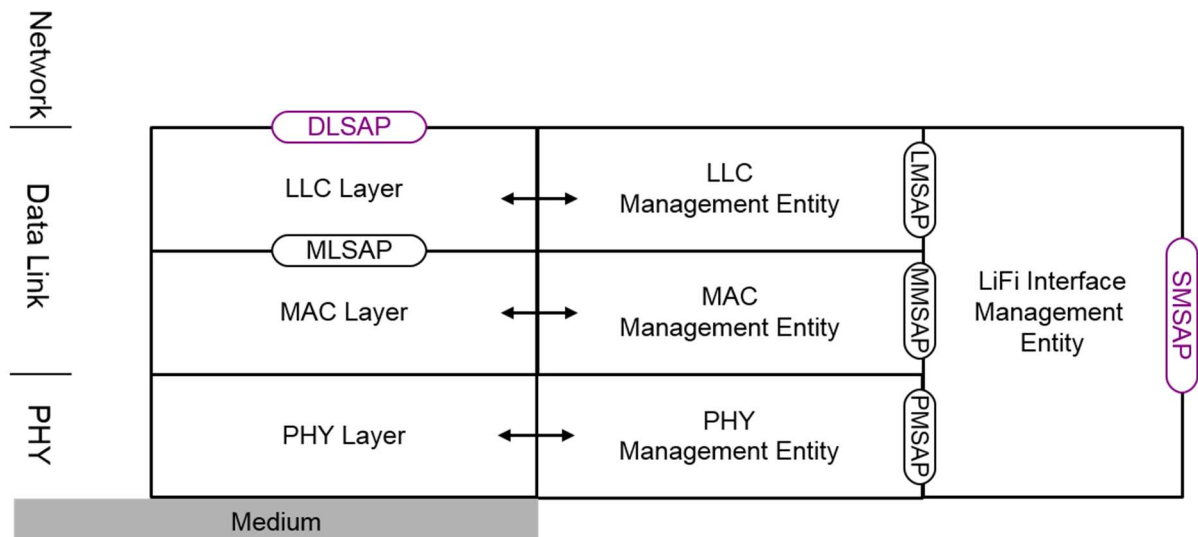 Network
Data Link
PHY
DLSAP
LLC Layer
LLC
Management Entity
LMSAP
MLSAP
MAC Layer
MAC
Management Entity
MMSAP
LiFi Interface
Management
Entity
SMSAP
PHY Layer
PHY
Management Entity
PMSAP
Medium